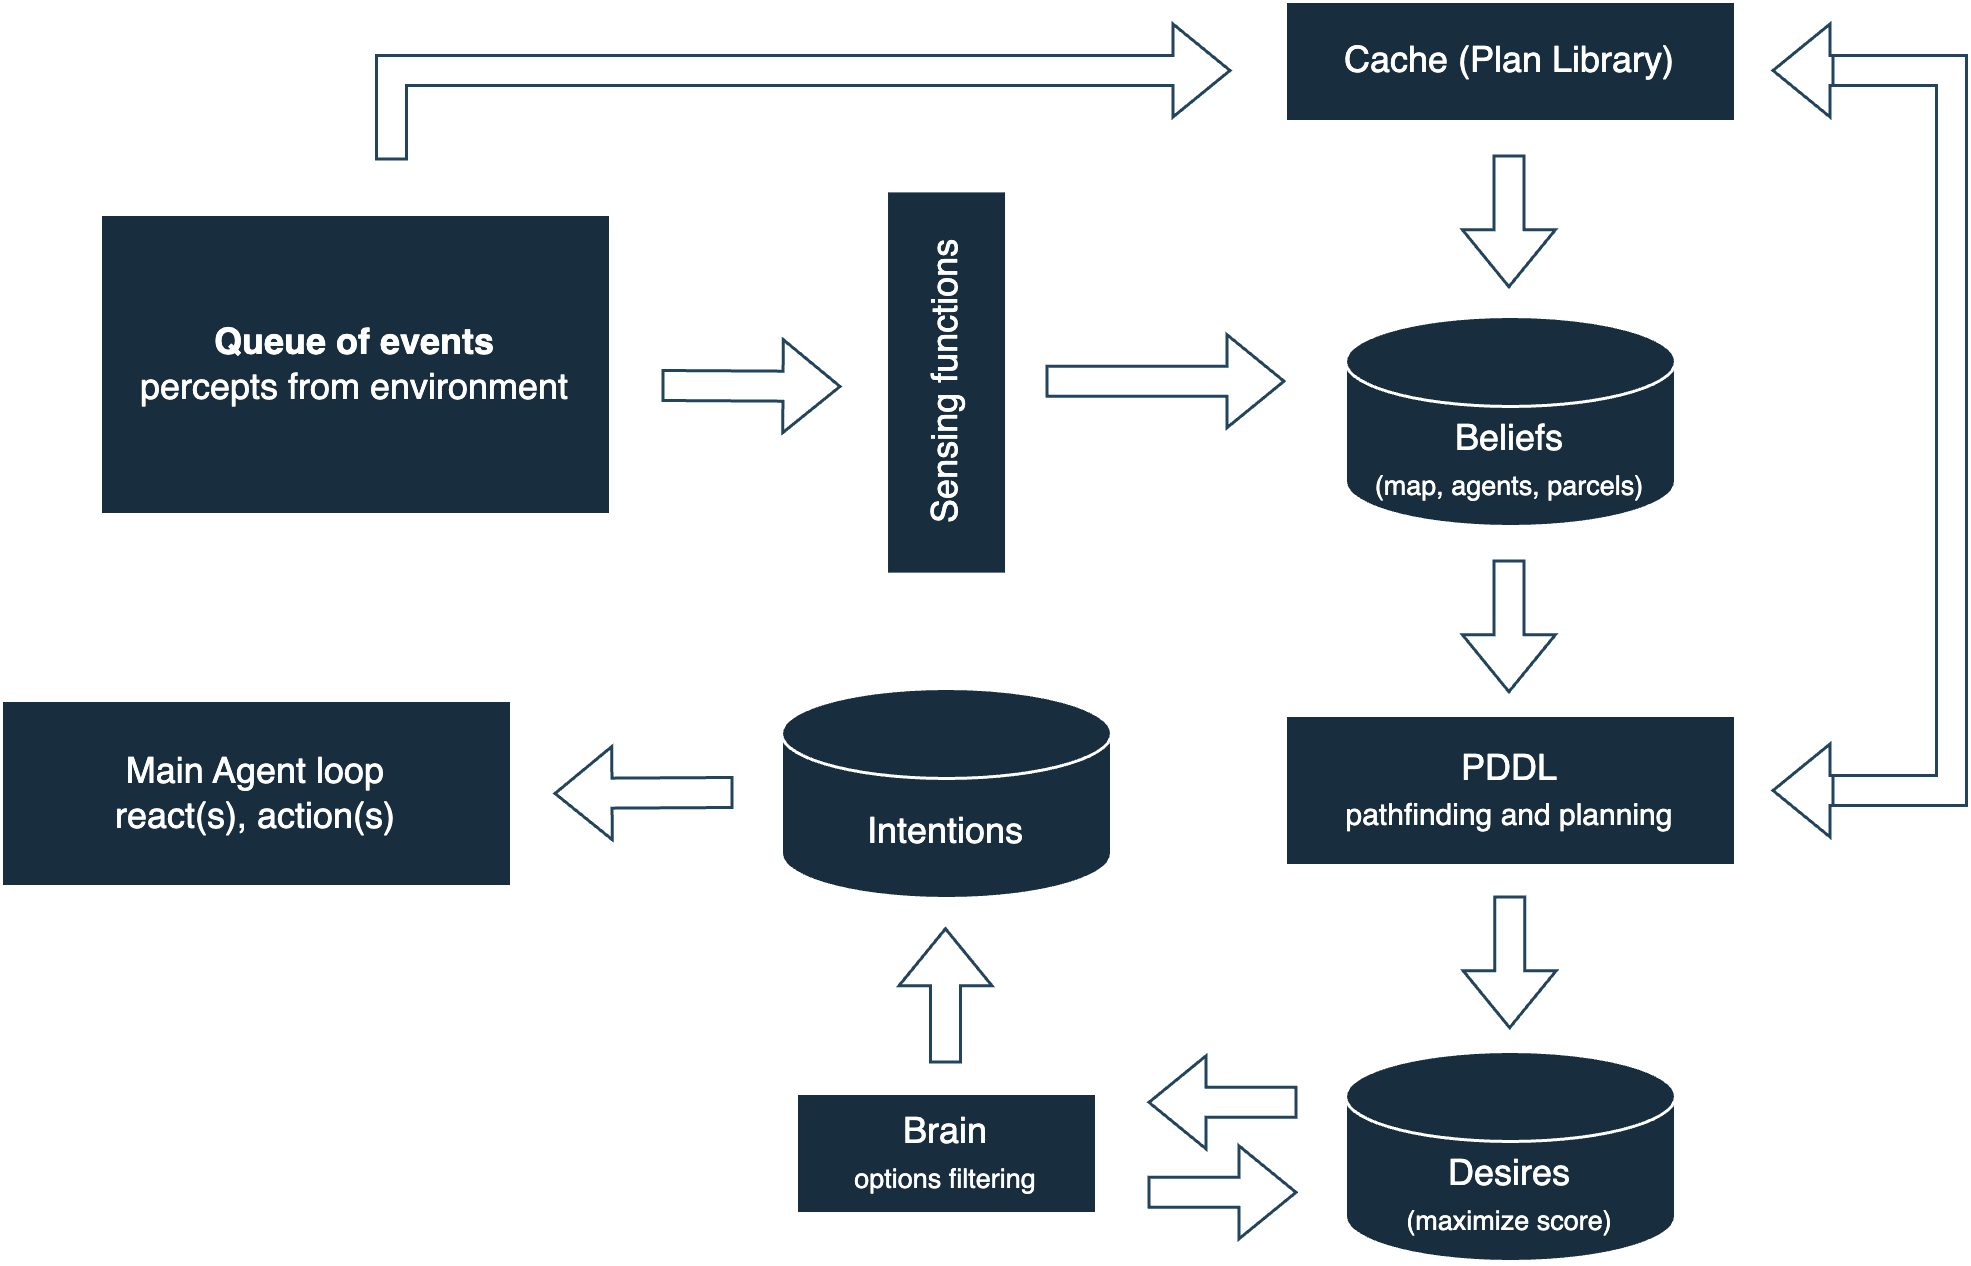 Cache (Plan Library)
Queue of events
percepts from environment
Sensing functions
Beliefs
(map, agents, parcels)
Main Agent loop
react(s), action(s)
Intentions
PDDL
pathfinding and planning
Brain
options filtering
Desires
(maximize score)